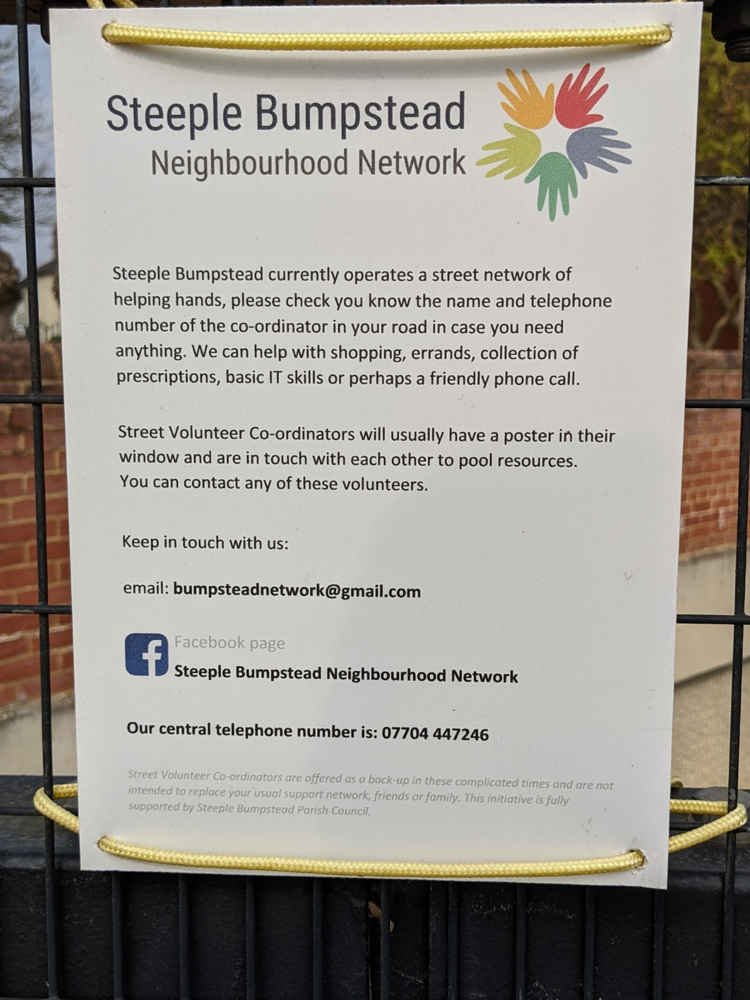 Steeple Bumpstead
Neighbourhood Network
Steeple Bumpstead currently operates a street network of
helping hands, please check you know the name and telephone
number of the co-ordinator in your road in case you need
anything. We can help with shopping, errands, collection of
prescriptions, basic IT skills or perhaps a friendly phone call.
Street Volunteer Co-ordinators will usually have a poster in their
window and are in touch with each other to pool resources.
You can contact any of these volunteers.
Keep in touch with us:
email: bumpsteadnetwork@gmail.com
f Facebook page
Steeple Bumpstead Neighbourhood Network
Our central telephone number is: 07704 447246
Street Volunteer Co-ordinators are offered as a back-up in these complicated times and are not
intended to replace your usual support network, friends or family. This initiative is fully
supported by Steeple Bumpstead Parish Council.